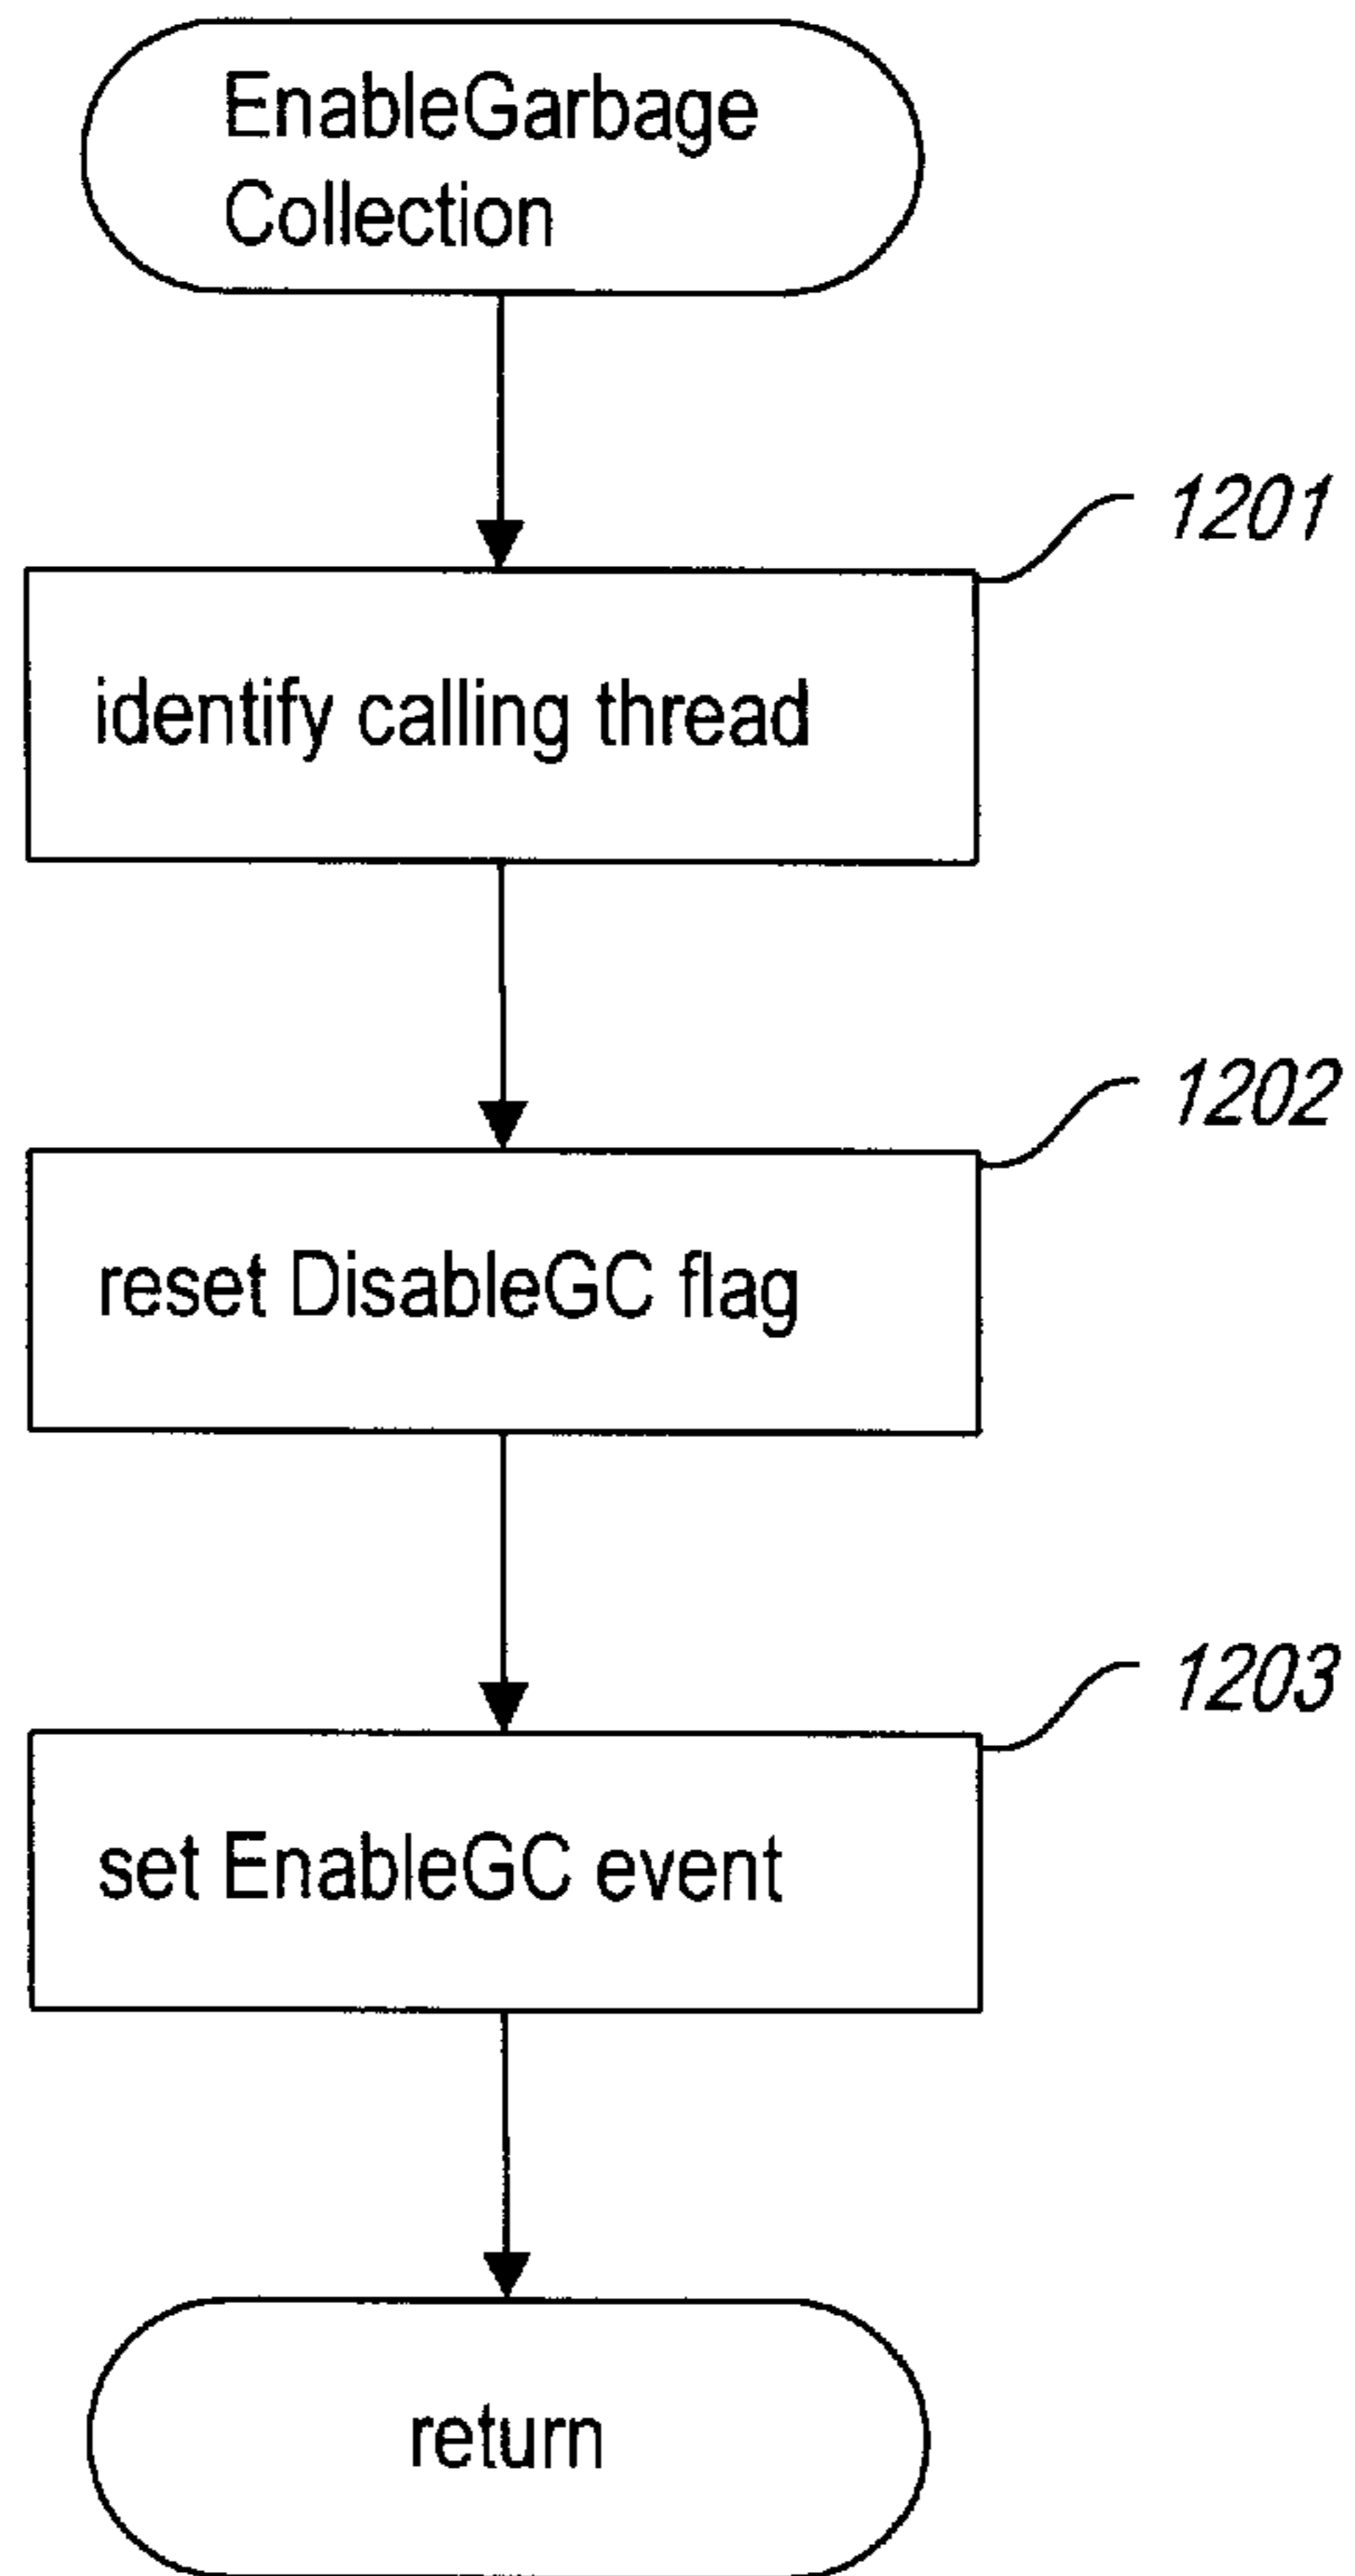 EnableGarbage
Collection
1201
identify calling thread
1202
reset DisableGC flag
1203
set EnableGC event
return